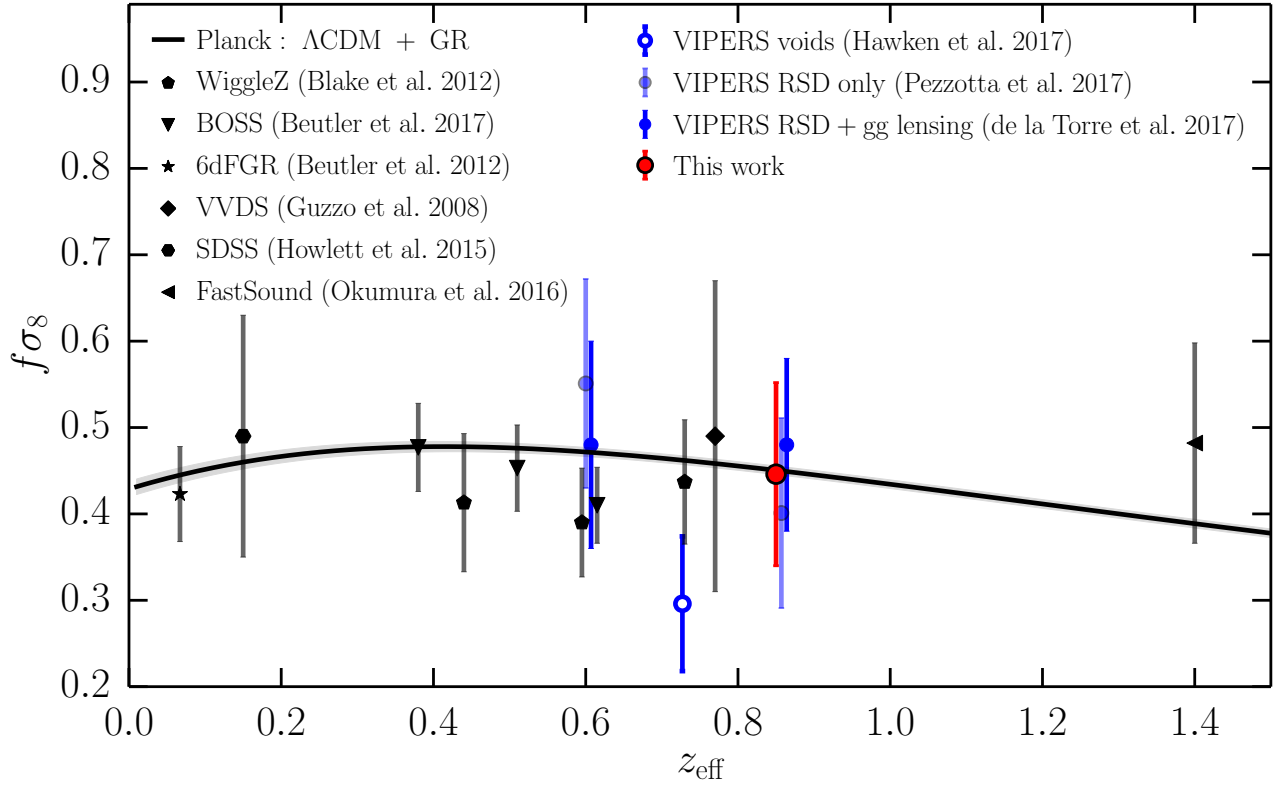 Planck : ΛCDM + GR
WiggleZ (Blake et al. 2012)
BOSS (Beutler et al. 2017)
6dFGR (Beutler et al. 2012)
VVDS (Guzzo et al. 2008)
SDSS (Howlett et al. 2015)
FastSound (Okumura et al. 2016)
VIPERS voids (Hawken et al. 2017)
VIPERS RSD only (Pezzotta et al. 2017)
VIPERS RSD + gg lensing (de la Torre et al. 2017)
This work
fσ₈
0.9
0.8
0.7
0.6
0.5
0.4
0.3
0.2
0.0 0.2 0.4 0.6 0.8 1.0 1.2 1.4
z_eff